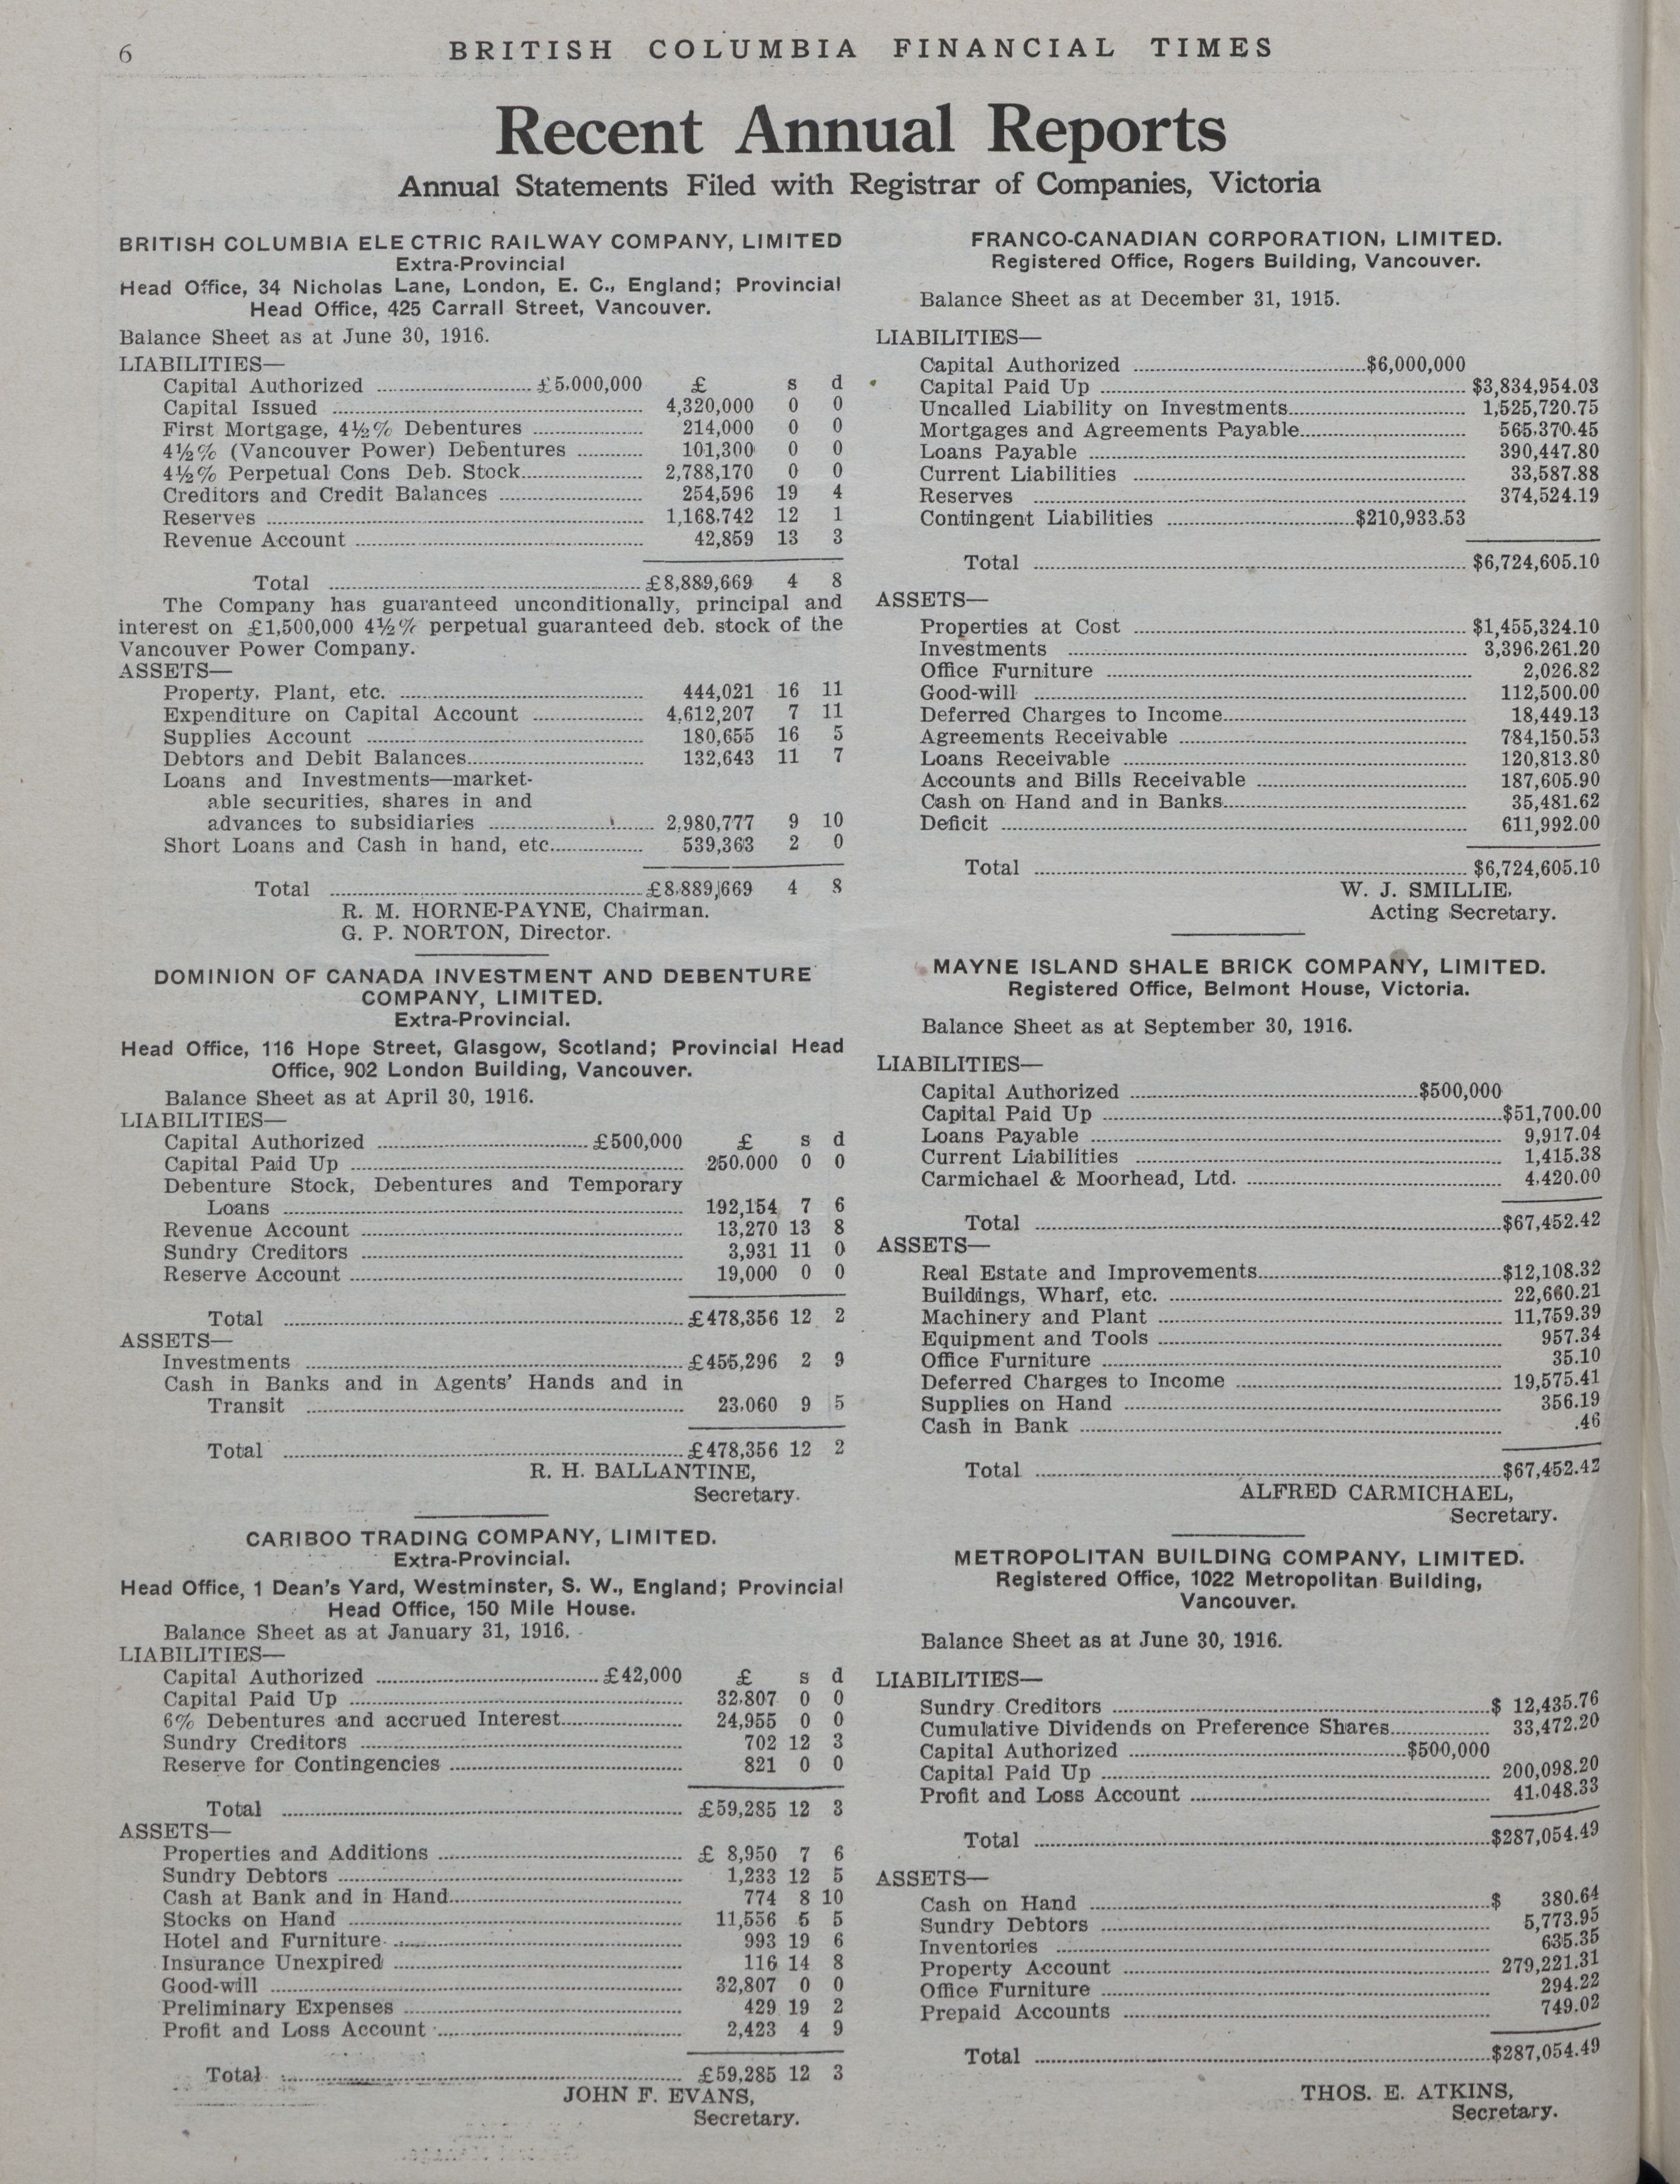 6
BRITISH COLUMBIA FINANCIAL TIMES
Recent Annual Reports
Annual Statements Filed with Registrar of Companies, Victoria
BRITISH COLUMBIA ELECTRIC RAILWAY COMPANY, LIMITED
Extra-Provincial
Head Office, 34 Nicholas Lane, London, E. C., England; Provincial
Head Office, 425 Carrall Street, Vancouver.
Balance Sheet as at June 30, 1916.
LIABILITIES—
Capital Authorized £5,000,000 £ s d
Capital Issued 4,320,000 0 0
First Mortgage, 4½% Debentures 214,000 0 0
4½% (Vancouver Power) Debentures 101,300 0 0
4½% Perpetual Cons Deb. Stock 2,788,170 0 0
Creditors and Credit Balances 254,596 19 4
Reserves 1,168,742 12 1
Revenue Account 42,859 13 3
Total £8,889,669 4 8
The Company has guaranteed unconditionally, principal and
interest on £1,500,000 4½% perpetual guaranteed deb. stock of the
Vancouver Power Company.
ASSETS—
Property, Plant, etc. 444,021 16 11
Expenditure on Capital Account 4,612,207 7 11
Supplies Account 180,655 16 5
Debtors and Debit Balances 132,643 11 7
Loans and Investments—market-
able securities, shares in and
advances to subsidiaries 2,980,777 9 10
Short Loans and Cash in hand, etc. 539,363 2 0
Total £8,889,669 4 8
R. M. HORNE-PAYNE, Chairman.
G. P. NORTON, Director.
DOMINION OF CANADA INVESTMENT AND DEBENTURE
COMPANY, LIMITED.
Extra-Provincial.
Head Office, 116 Hope Street, Glasgow, Scotland; Provincial Head
Office, 902 London Building, Vancouver.
Balance Sheet as at April 30, 1916.
LIABILITIES—
Capital Authorized £500,000 £ s d
Capital Paid Up 250,000 0 0
Debenture Stock, Debentures and Temporary
Loans 192,154 7 6
Revenue Account 13,270 13 8
Sundry Creditors 3,931 11 0
Reserve Account 19,000 0 0
Total £478,356 12 2
ASSETS—
Investments £455,296 2 9
Cash in Banks and in Agents' Hands and in
Transit 23,060 9 5
Total £478,356 12 2
R. H. BALLANTINE,
Secretary.
CARIBOO TRADING COMPANY, LIMITED.
Extra-Provincial.
Head Office, 1 Dean's Yard, Westminster, S. W., England; Provincial
Head Office, 150 Mile House.
Balance Sheet as at January 31, 1916.
LIABILITIES—
Capital Authorized £42,000 £ s d
Capital Paid Up 32,807 0 0
6% Debentures and accrued Interest 24,955 0 0
Sundry Creditors 702 12 3
Reserve for Contingencies 821 0 0
Total £59,285 12 3
ASSETS—
Properties and Additions £ 8,950 7 6
Sundry Debtors 1,233 12 5
Cash at Bank and in Hand 774 8 10
Stocks on Hand 11,556 5 5
Hotel and Furniture 993 19 6
Insurance Unexpired 116 14 8
Good-will 32,807 0 0
Preliminary Expenses 429 19 2
Profit and Loss Account 2,423 4 9
Total £59,285 12 3
JOHN F. EVANS,
Secretary.
FRANCO-CANADIAN CORPORATION, LIMITED.
Registered Office, Rogers Building, Vancouver.
Balance Sheet as at December 31, 1915.
LIABILITIES—
Capital Authorized $6,000,000
Capital Paid Up $3,834,954.03
Uncalled Liability on Investments 1,525,720.75
Mortgages and Agreements Payable 565,370.45
Loans Payable 390,447.80
Current Liabilities 33,587.88
Reserves 374,524.19
Contingent Liabilities $210,933.53
Total $6,724,605.10
ASSETS—
Properties at Cost $1,455,324.10
Investments 3,396,261.20
Office Furniture 2,026.82
Good-will 112,500.00
Deferred Charges to Income 18,449.13
Agreements Receivable 784,150.53
Loans Receivable 120,813.80
Accounts and Bills Receivable 187,605.90
Cash on Hand and in Banks 35,481.62
Deficit 611,992.00
Total $6,724,605.10
W. J. SMILLIE,
Acting Secretary.
MAYNE ISLAND SHALE BRICK COMPANY, LIMITED.
Registered Office, Belmont House, Victoria.
Balance Sheet as at September 30, 1916.
LIABILITIES—
Capital Authorized $500,000
Capital Paid Up $51,700.00
Loans Payable 9,917.04
Current Liabilities 1,415.38
Carmichael & Moorhead, Ltd. 4,420.00
Total $67,452.42
ASSETS—
Real Estate and Improvements $12,108.32
Buildings, Wharf, etc. 22,660.21
Machinery and Plant 11,759.39
Equipment and Tools 957.34
Office Furniture 35.10
Deferred Charges to Income 19,575.41
Supplies on Hand 356.19
Cash in Bank .46
Total $67,452.42
ALFRED CARMICHAEL,
Secretary.
METROPOLITAN BUILDING COMPANY, LIMITED.
Registered Office, 1022 Metropolitan Building,
Vancouver.
Balance Sheet as at June 30, 1916.
LIABILITIES—
Sundry Creditors $ 12,435.76
Cumulative Dividends on Preference Shares 33,472.20
Capital Authorized $500,000
Capital Paid Up 200,098.20
Profit and Loss Account 41,048.33
Total $287,054.49
ASSETS—
Cash on Hand $ 380.64
Sundry Debtors 5,773.95
Inventories 635.35
Property Account 279,221.31
Office Furniture 294.22
Prepaid Accounts 749.02
Total $287,054.49
THOS. E. ATKINS,
Secretary.